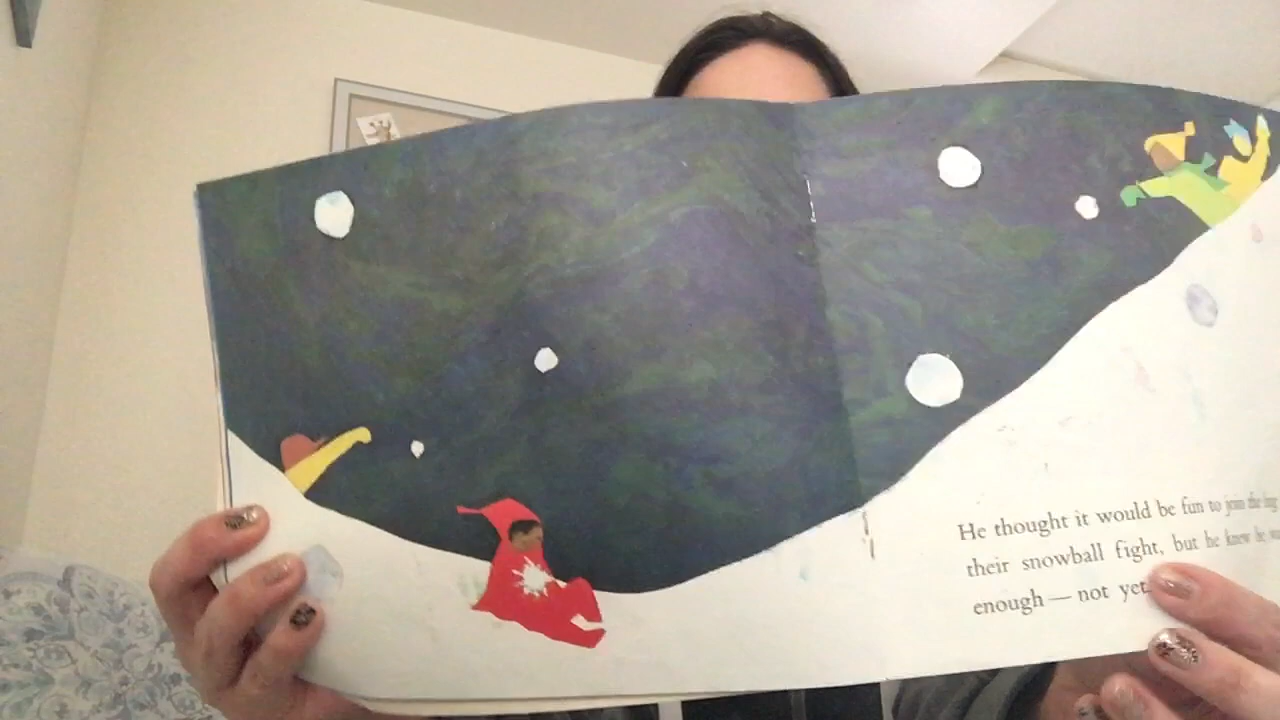 He thought it would be fun to join the big
their snowball fight, but he knew he
enough — not yet